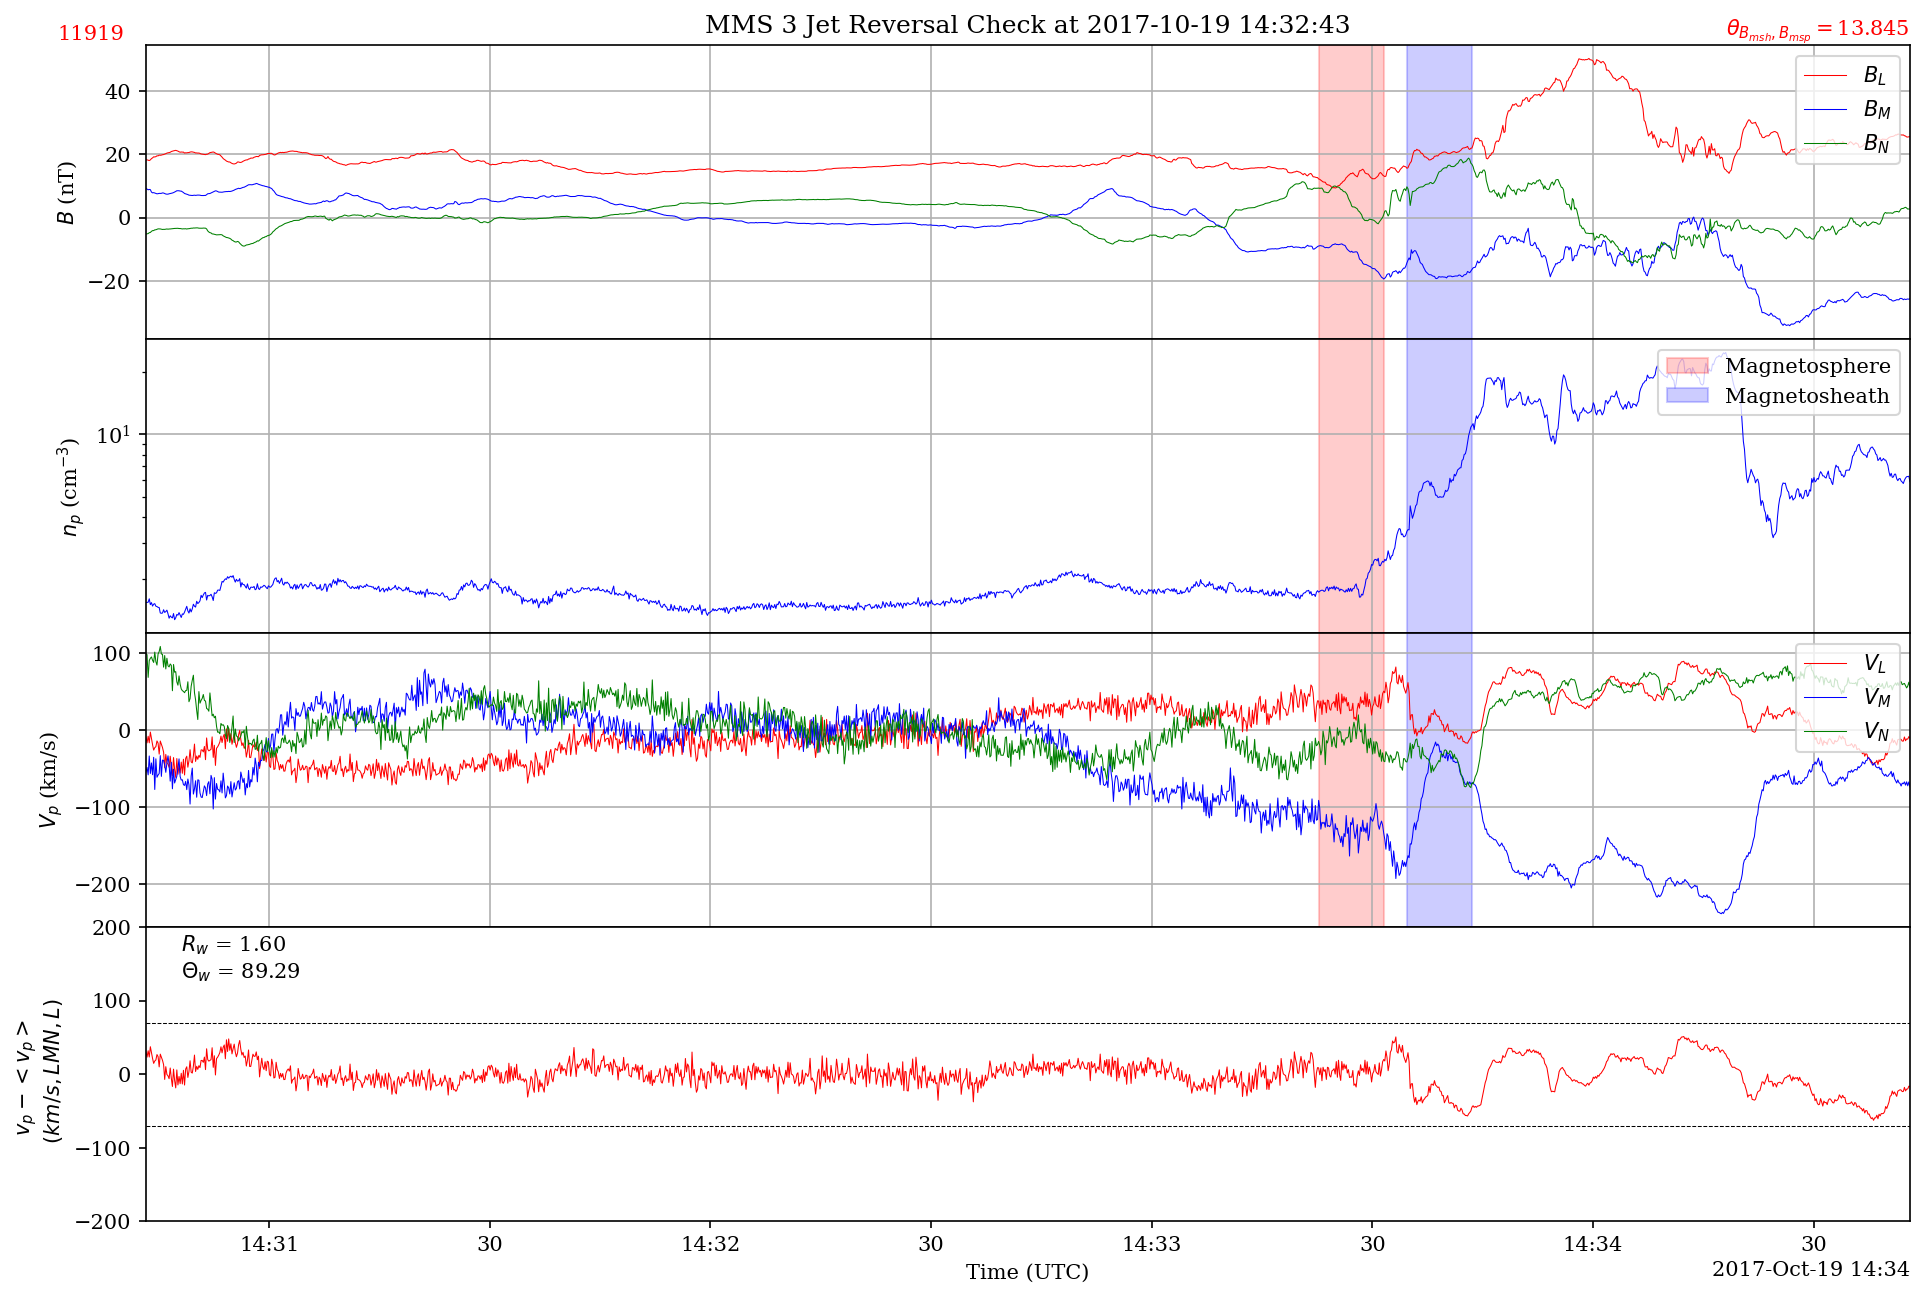 MMS 3 Jet Reversal Check at 2017-10-19 14:32:43
11919
θ_{B_{msh}, B_{msp}} = 13.845
B (nT)
40
20
0
−20
B_L
B_M
B_N
n_p (cm^{−3})
10^1
Magnetosphere
Magnetosheath
V_p (km/s)
100
0
−100
−200
V_L
V_M
V_N
v_p − < v_p >
(km/s, LMN, L)
200
100
0
−100
−200
R_w = 1.60
Θ_w = 89.29
14:31 30 14:32 30 14:33 30 14:34 30
Time (UTC)
2017-Oct-19 14:34